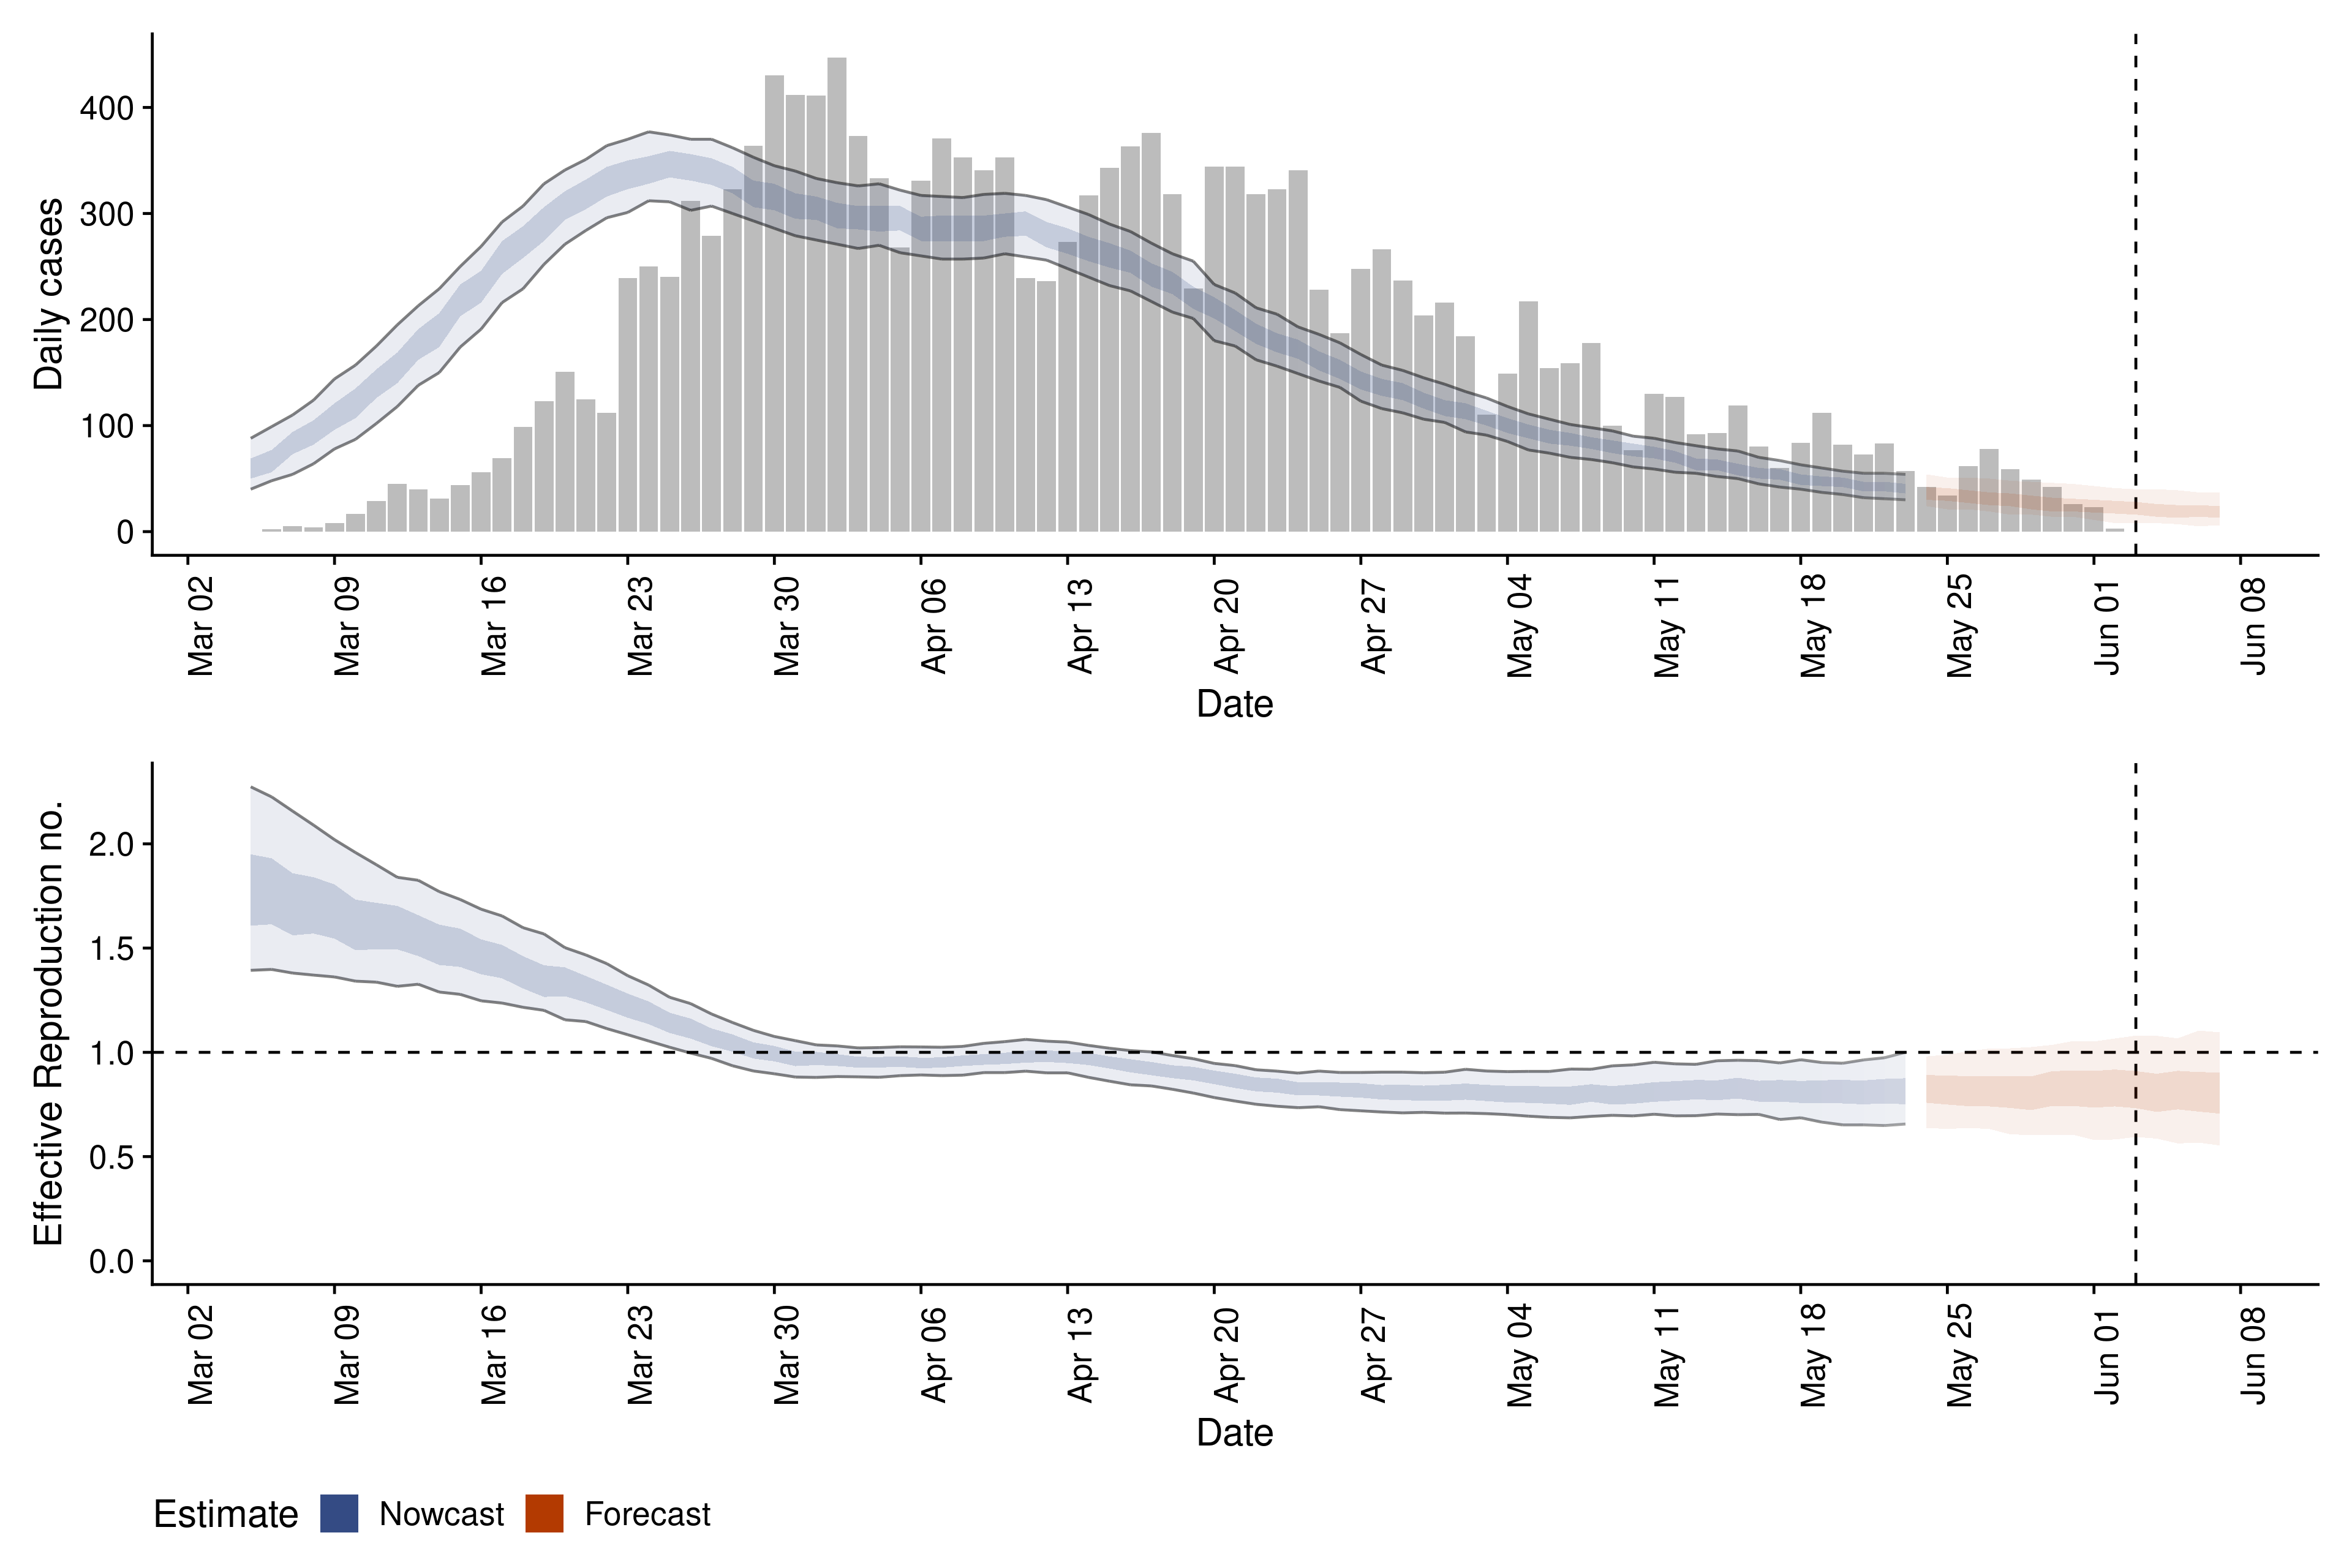 Daily cases
400
300
200
100
0
Mar 02
Mar 09
Mar 16
Mar 23
Mar 30
Apr 06
Apr 13
Apr 20
Apr 27
May 04
May 11
May 18
May 25
Jun 01
Jun 08
Date
Effective Reproduction no.
2.0
1.5
1.0
0.5
0.0
Mar 02
Mar 09
Mar 16
Mar 23
Mar 30
Apr 06
Apr 13
Apr 20
Apr 27
May 04
May 11
May 18
May 25
Jun 01
Jun 08
Date
Estimate Nowcast Forecast